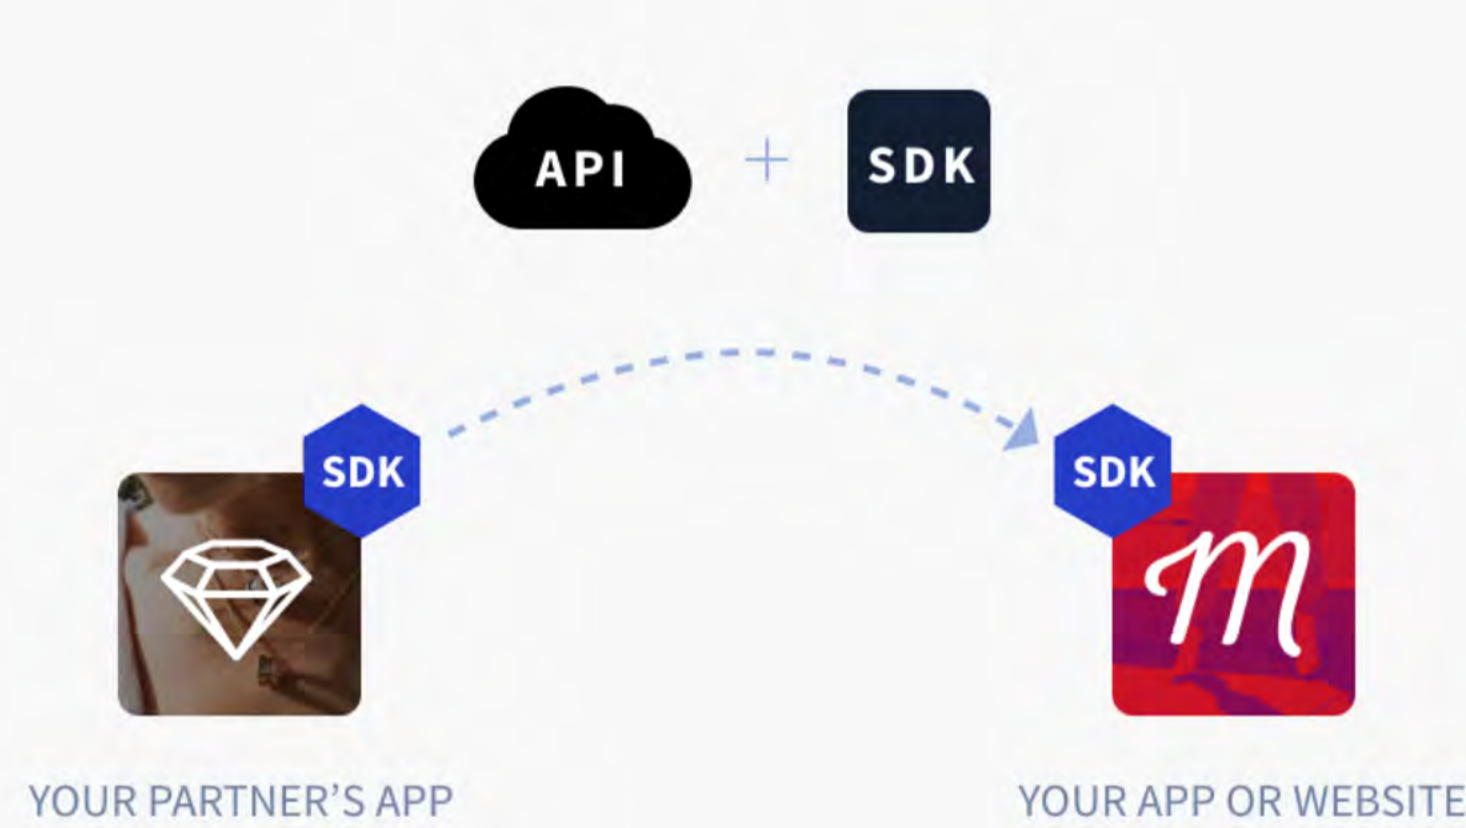 API + SDK
SDK
SDK
M
YOUR PARTNER’S APP
YOUR APP OR WEBSITE